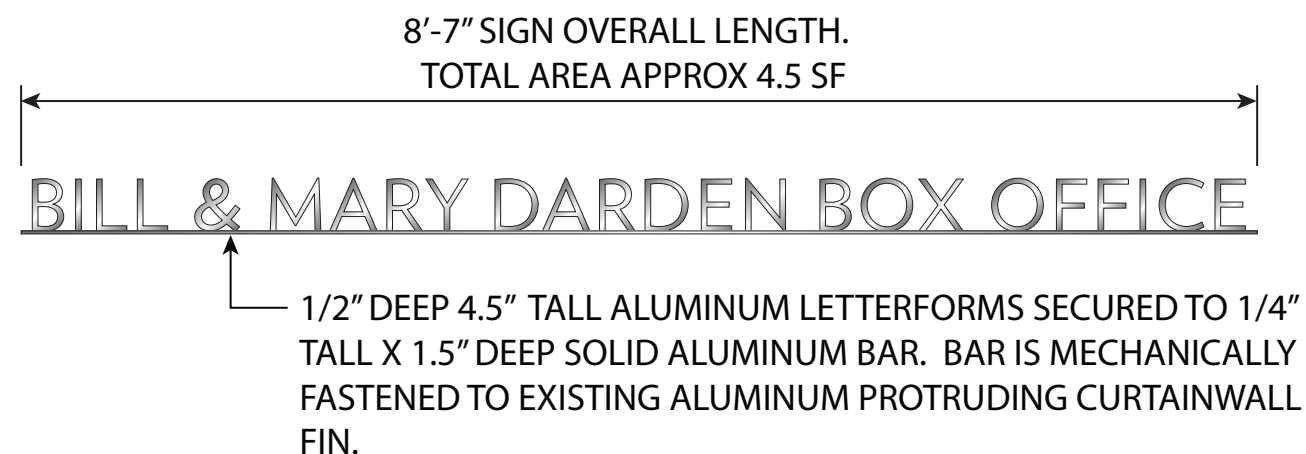 8’-7” SIGN OVERALL LENGTH.
TOTAL AREA APPROX 4.5 SF
BILL & MARY DARDEN BOX OFFICE
1/2” DEEP 4.5” TALL ALUMINUM LETTERFORMS SECURED TO 1/4”
TALL X 1.5” DEEP SOLID ALUMINUM BAR. BAR IS MECHANICALLY
FASTENED TO EXISTING ALUMINUM PROTRUDING CURTAINWALL
FIN.